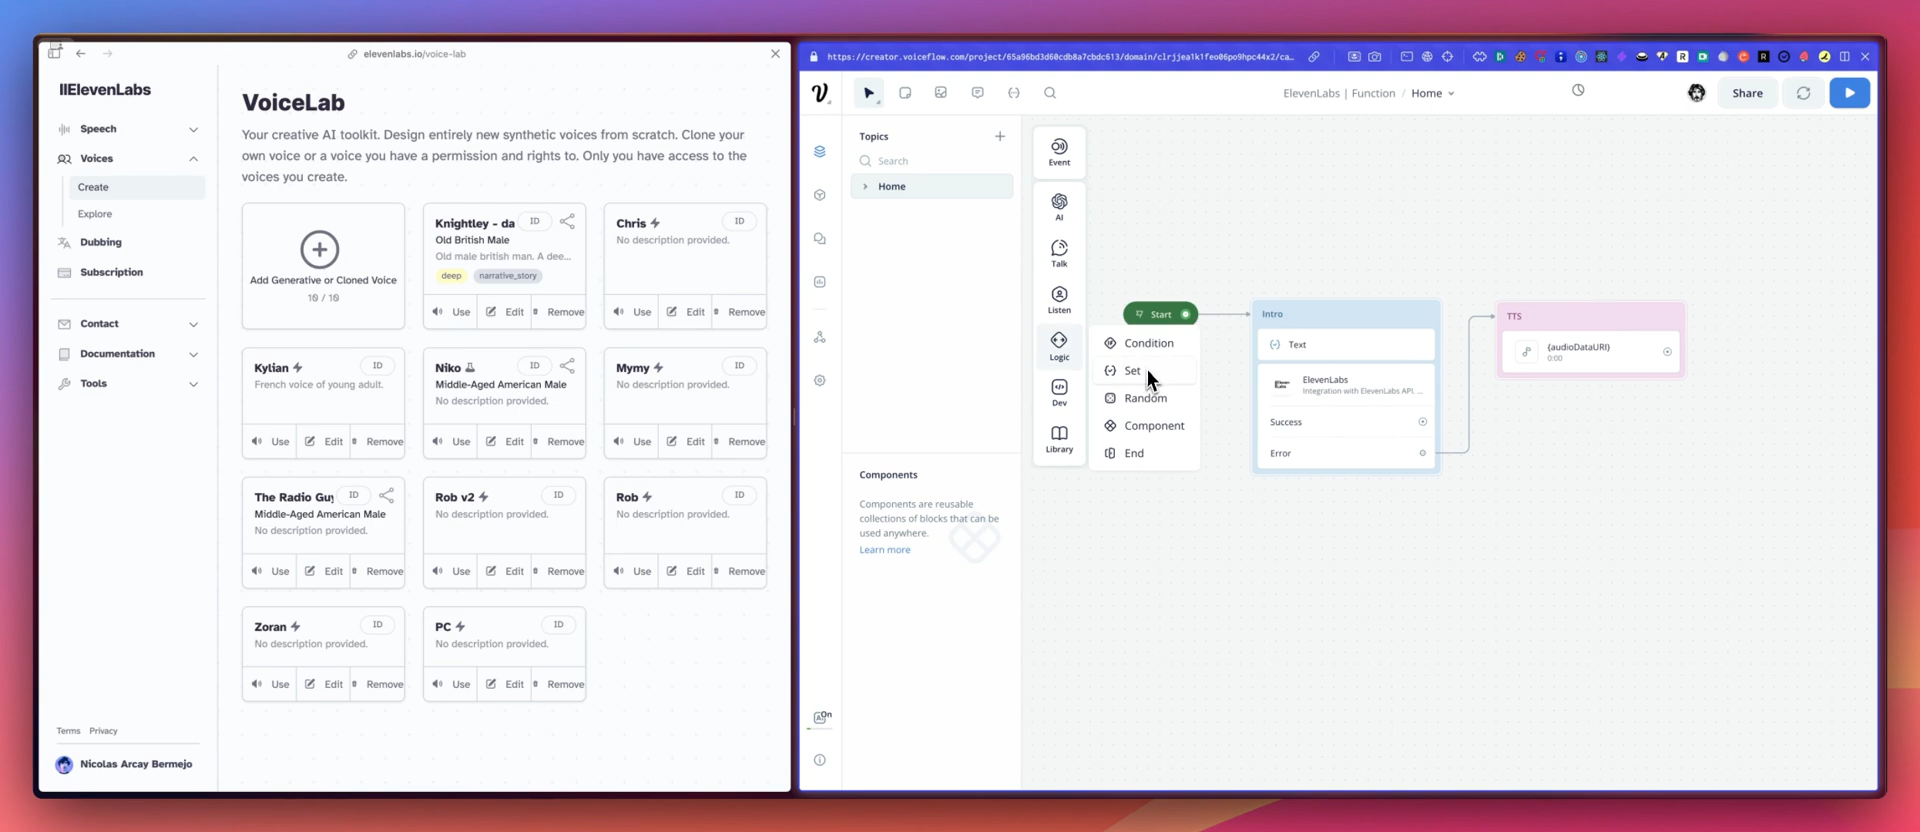 elevenlabs.io/voice-lab
IIElevenLabs
Speech
Voices
Create
Explore
Dubbing
Subscription
Contact
Documentation
Tools
Terms Privacy
Nicolas Arcay Bermejo
VoiceLab
Your creative AI toolkit. Design entirely new synthetic voices from scratch. Clone your
own voice or a voice you have a permission and rights to. Only you have access to the
voices you create.
Add Generative or Cloned Voice
10 / 10
Knightley - da ID
Old British Male
Old male british man. A dee...
deep narrative_story
Use Edit Remove
Chris ID
No description provided.
Use Edit Remove
Kylian ID
French voice of young adult.
Use Edit Remove
Niko ID
Middle-Aged American Male
No description provided.
Use Edit Remove
Mymy ID
No description provided.
Use Edit Remove
The Radio Guy ID
Middle-Aged American Male
No description provided.
Use Edit Remove
Rob v2 ID
No description provided.
Use Edit Remove
Rob ID
No description provided.
Use Edit Remove
Zoran ID
No description provided.
Use Edit Remove
PC ID
No description provided.
Use Edit Remove
https://creator.voiceflow.com/project/65a96bd3d60cdb8a7cbdc613/domain/clrjjea1k1feo06po9hpc44x2/ca...
ElevenLabs | Function / Home
Share
Topics
Search
Home
Components
Components are reusable
collections of blocks that can be
used anywhere.
Learn more
On
Event
AI
Talk
Listen
Logic
Dev
Library
Condition
Set
Random
Component
End
Start
Intro
Text
ElevenLabs
Integration with ElevenLabs API. ...
Success
Error
TTS
{audioDataURI}
0:00